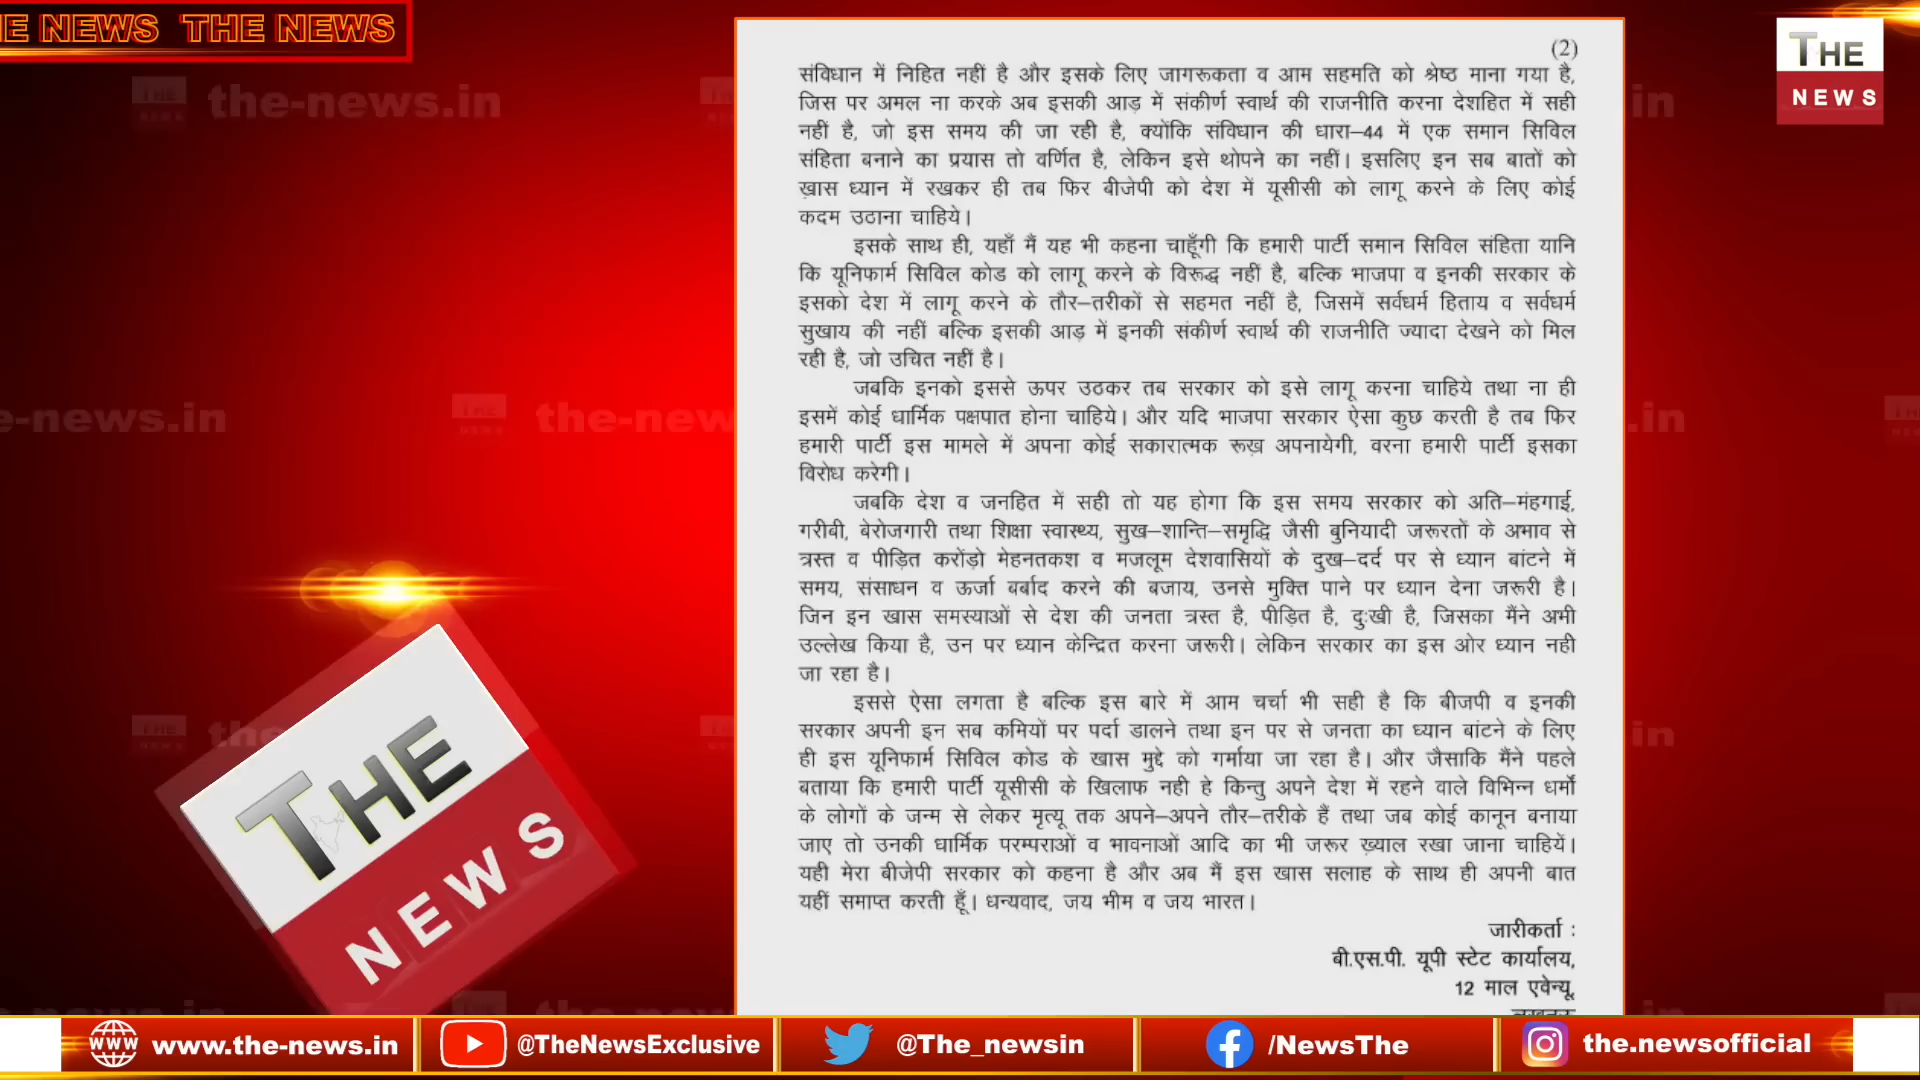 THE NEWS THE NEWS
THE
NEWS
(2)
संविधान में निहित नहीं है और इसके लिए जागरूकता व आम सहमति को श्रेष्ठ माना गया है,
जिस पर अमल ना करके अब इसकी आड़ में संकीर्ण स्वार्थ की राजनीति करना देशहित में सही
नहीं है, जो इस समय की जा रही है, क्योंकि संविधान की धारा–44 में एक समान सिविल
संहिता बनाने का प्रयास तो वर्णित है, लेकिन इसे थोपने का नहीं। इसलिए इन सब बातों को
ख़ास ध्यान में रखकर ही तब फिर बीजेपी को देश में यूसीसी को लागू करने के लिए कोई
कदम उठाना चाहिये।
इसके साथ ही, यहाँ मैं यह भी कहना चाहूँगी कि हमारी पार्टी समान सिविल संहिता यानि
कि यूनिफार्म सिविल कोड को लागू करने के विरूद्ध नहीं है, बल्कि भाजपा व इनकी सरकार के
इसको देश में लागू करने के तौर–तरीकों से सहमत नहीं है, जिसमें सर्वधर्म हिताय व सर्वधर्म
सुखाय की नहीं बल्कि इसकी आड़ में इनकी संकीर्ण स्वार्थ की राजनीति ज्यादा देखने को मिल
रही है, जो उचित नहीं है।
जबकि इनको इससे ऊपर उठकर तब सरकार को इसे लागू करना चाहिये तथा ना ही
इसमें कोई धार्मिक पक्षपात होना चाहिये। और यदि भाजपा सरकार ऐसा कुछ करती है तब फिर
हमारी पार्टी इस मामले में अपना कोई सकारात्मक रूख़ अपनायेगी, वरना हमारी पार्टी इसका
विरोध करेगी।
जबकि देश व जनहित में सही तो यह होगा कि इस समय सरकार को अति–मंहगाई,
गरीबी, बेरोजगारी तथा शिक्षा स्वास्थ्य, सुख–शान्ति–समृद्धि जैसी बुनियादी जरूरतों के अभाव से
त्रस्त व पीड़ित करोंड़ो मेहनतकश व मजलूम देशवासियों के दुख–दर्द पर से ध्यान बांटने में
समय, संसाधन व ऊर्जा बर्बाद करने की बजाय, उनसे मुक्ति पाने पर ध्यान देना जरूरी है।
जिन इन खास समस्याओं से देश की जनता त्रस्त है, पीड़ित है, दुःखी है, जिसका मैंने अभी
उल्लेख किया है, उन पर ध्यान केन्द्रित करना जरूरी। लेकिन सरकार का इस ओर ध्यान नही
जा रहा है।
इससे ऐसा लगता है बल्कि इस बारे में आम चर्चा भी सही है कि बीजपी व इनकी
सरकार अपनी इन सब कमियों पर पर्दा डालने तथा इन पर से जनता का ध्यान बांटने के लिए
ही इस यूनिफार्म सिविल कोड के खास मुद्दे को गर्माया जा रहा है। और जैसाकि मैंने पहले
बताया कि हमारी पार्टी यूसीसी के खिलाफ नही हे किन्तु अपने देश में रहने वाले विभिन्न धर्मों
के लोगों के जन्म से लेकर मृत्यू तक अपने–अपने तौर–तरीके हैं तथा जब कोई कानून बनाया
जाए तो उनकी धार्मिक परम्पराओं व भावनाओं आदि का भी जरूर ख़्याल रखा जाना चाहियें।
यही मेरा बीजेपी सरकार को कहना है और अब मैं इस खास सलाह के साथ ही अपनी बात
यहीं समाप्त करती हूँ। धन्यवाद, जय भीम व जय भारत।
जारीकर्ता :
बी.एस.पी. यूपी स्टेट कार्यालय,
12 माल एवेन्यू,
THE
NEWS
www.the-news.in @TheNewsExclusive @The_newsin /NewsThe the.newsofficial